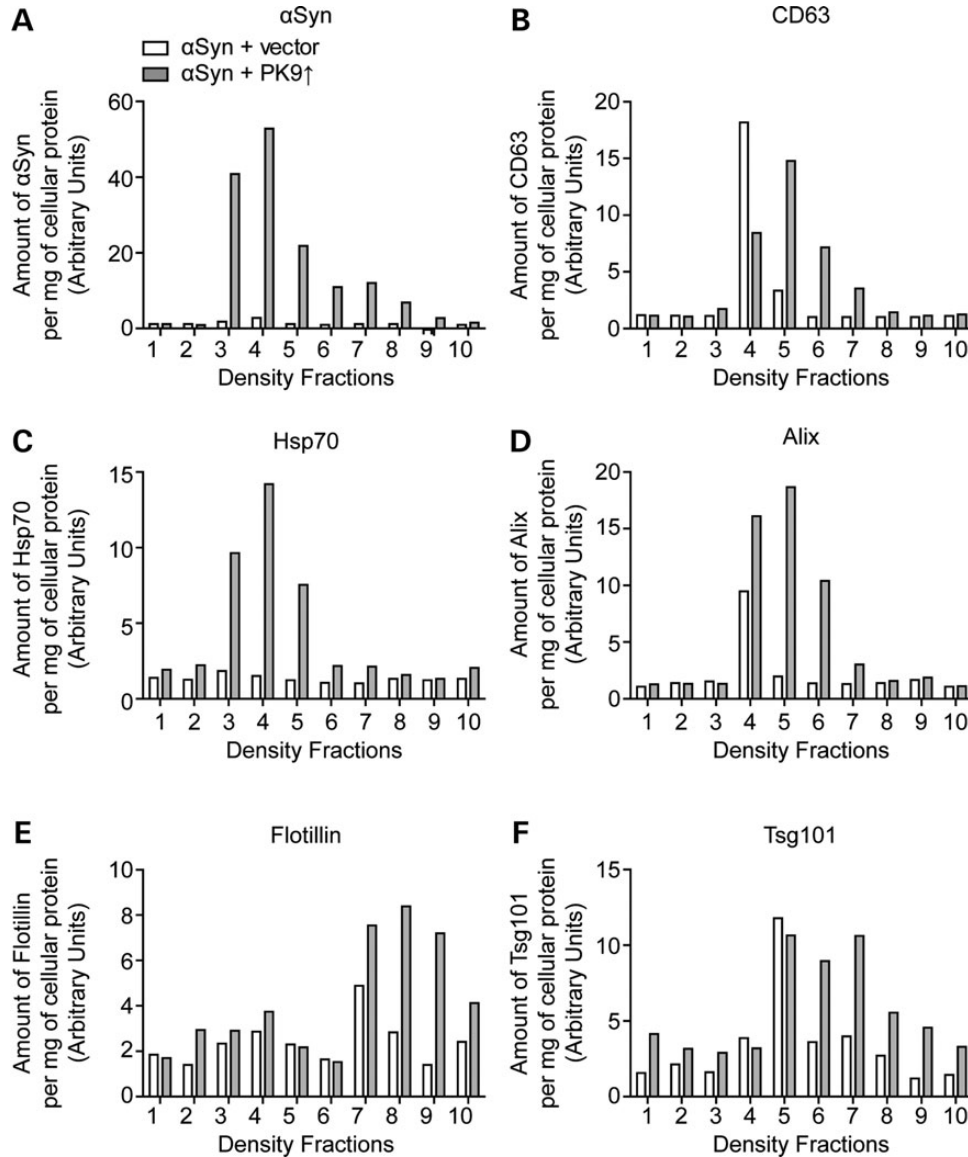 A
αSyn
αSyn + vector
αSyn + PK9↑
Amount of αSyn
per mg of cellular protein
(Arbitrary Units)
60
40
20
0
1 2 3 4 5 6 7 8 9 10
Density Fractions
B
CD63
Amount of CD63
per mg of cellular protein
(Arbitrary Units)
20
15
10
5
0
1 2 3 4 5 6 7 8 9 10
Density Fractions
C
Hsp70
Amount of Hsp70
per mg of cellular protein
(Arbitrary Units)
15
10
5
0
1 2 3 4 5 6 7 8 9 10
Density Fractions
D
Alix
Amount of Alix
per mg of cellular protein
(Arbitrary Units)
20
15
10
5
0
1 2 3 4 5 6 7 8 9 10
Density Fractions
E
Flotillin
Amount of Flotillin
per mg of cellular protein
(Arbitrary Units)
10
8
6
4
2
0
1 2 3 4 5 6 7 8 9 10
Density Fractions
F
Tsg101
Amount of Tsg101
per mg of cellular protein
(Arbitrary Units)
15
10
5
0
1 2 3 4 5 6 7 8 9 10
Density Fractions